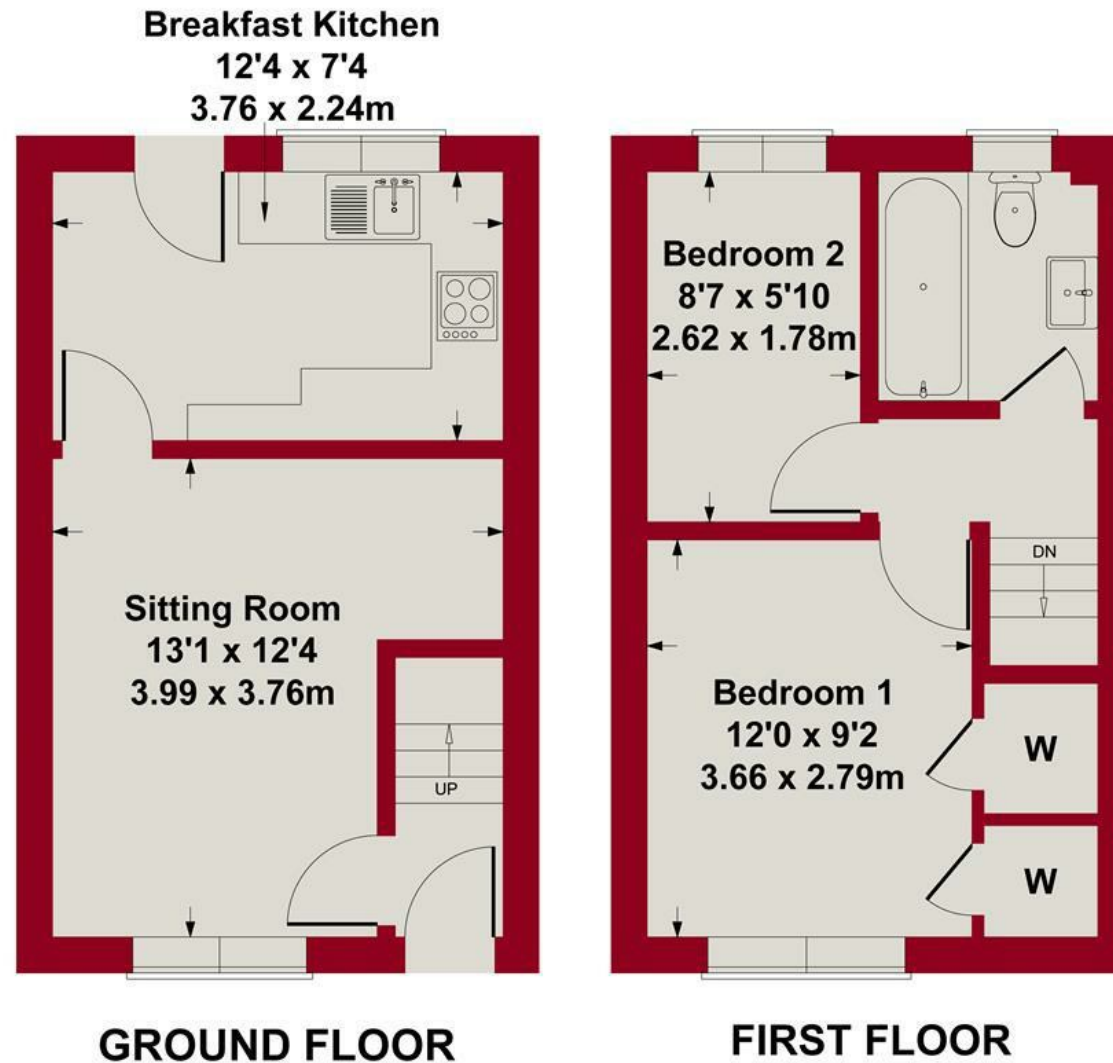 Breakfast Kitchen
12'4 x 7'4
3.76 x 2.24m
Sitting Room
13'1 x 12'4
3.99 x 3.76m
UP
GROUND FLOOR
Bedroom 2
8'7 x 5'10
2.62 x 1.78m
DN
Bedroom 1
12'0 x 9'2
3.66 x 2.79m
W
W
FIRST FLOOR